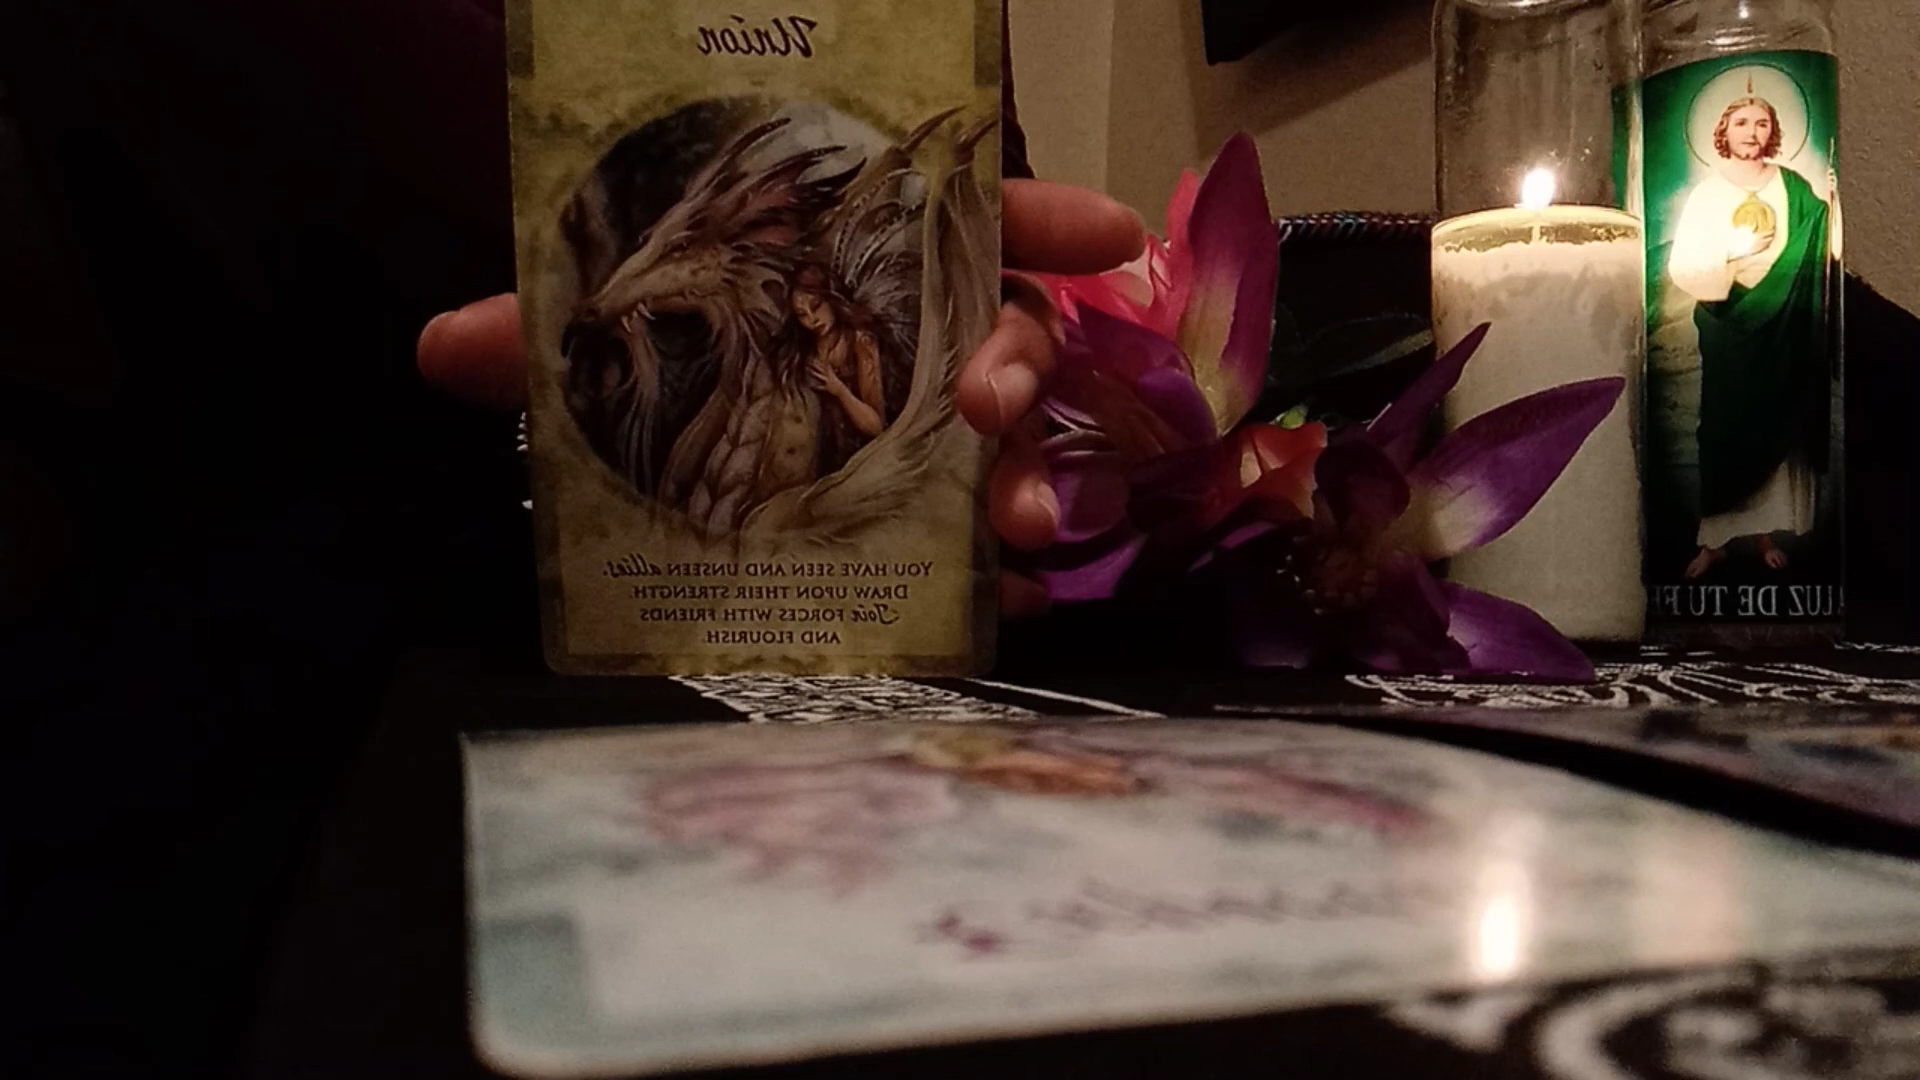 Union
YOU HAVE SEEN AND UNSEEN allies.
DRAW UPON THEIR STRENGTH.
Join FORCES WITH FRIENDS
AND FLOURISH.
LUZ DE TU FE